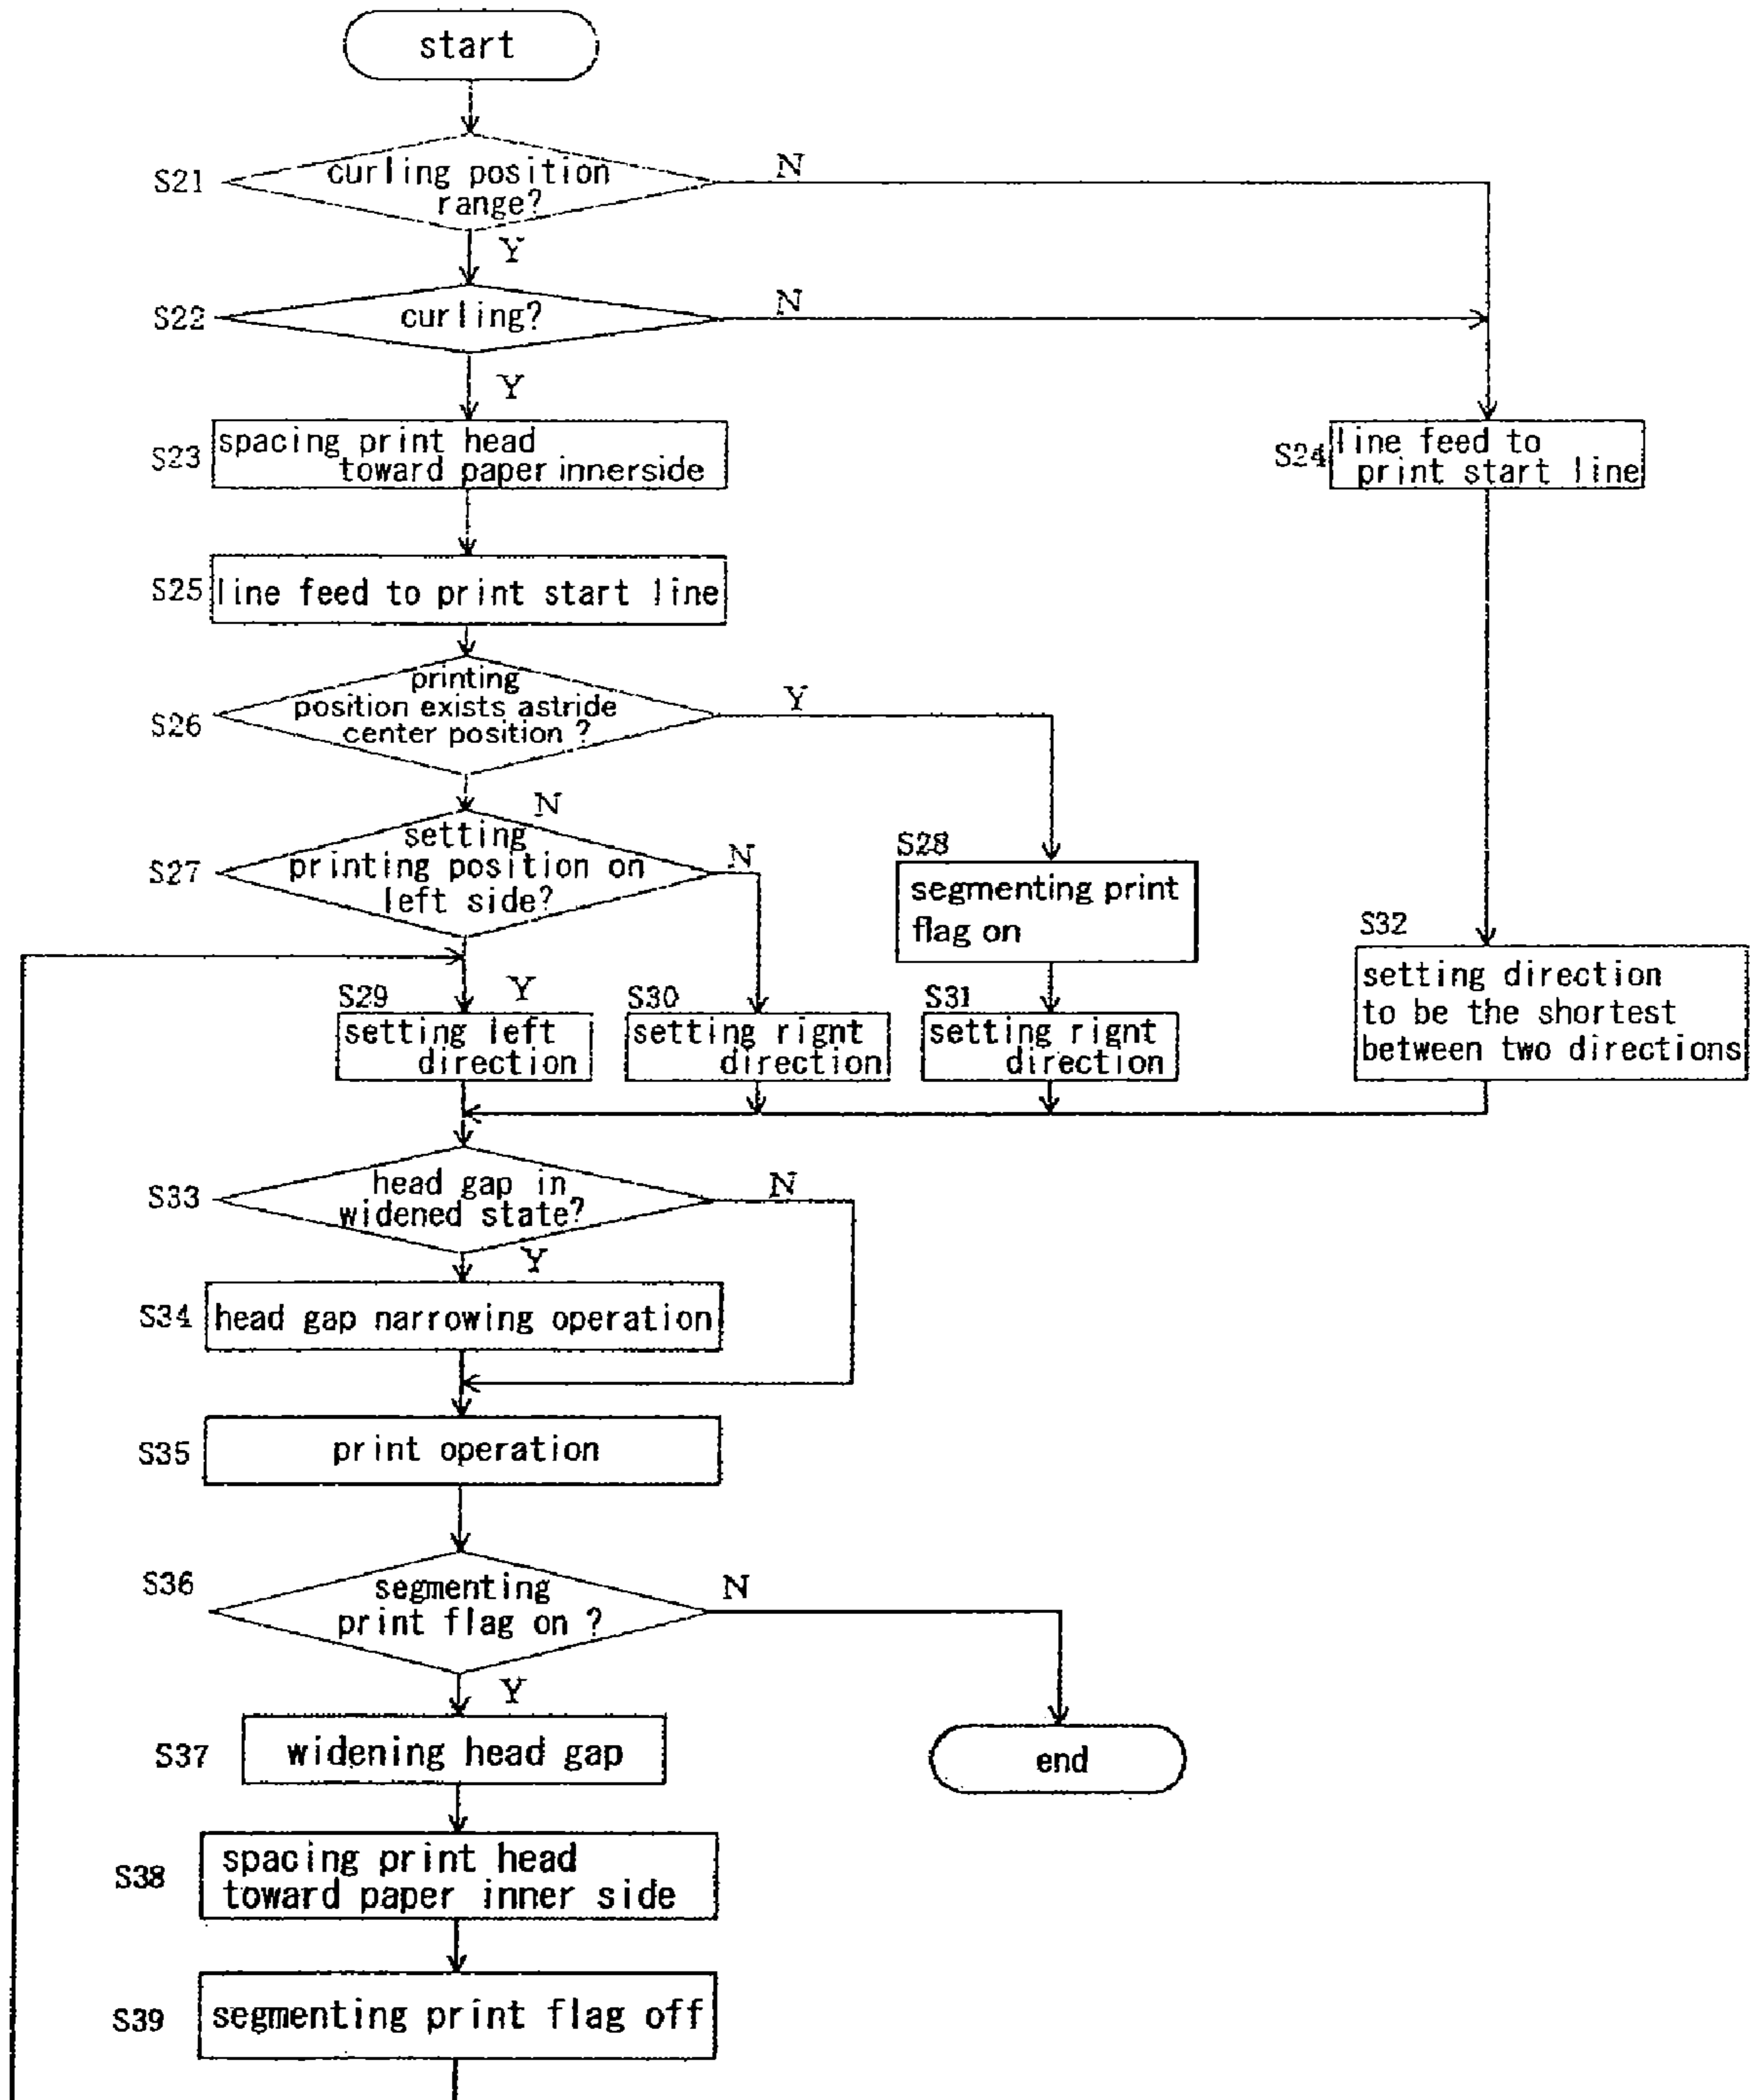 start
S21
curling position
range?
N
Y
S22
curling?
N
Y
S23
spacing print head
toward paper innerside
S24
line feed to
print start line
S25
line feed to print start line
S26
printing
position exists astride
center position ?
Y
N
S27
setting
printing position on
left side?
N
Y
S28
segmenting print
flag on
S29
setting left
direction
S30
setting rignt
direction
S31
setting rignt
direction
S32
setting direction
to be the shortest
between two directions
S33
head gap in
widened state?
N
Y
S34
head gap narrowing operation
S35
print operation
S36
segmenting
print flag on ?
N
Y
S37
widening head gap
end
S38
spacing print head
toward paper inner side
S39
segmenting print flag off